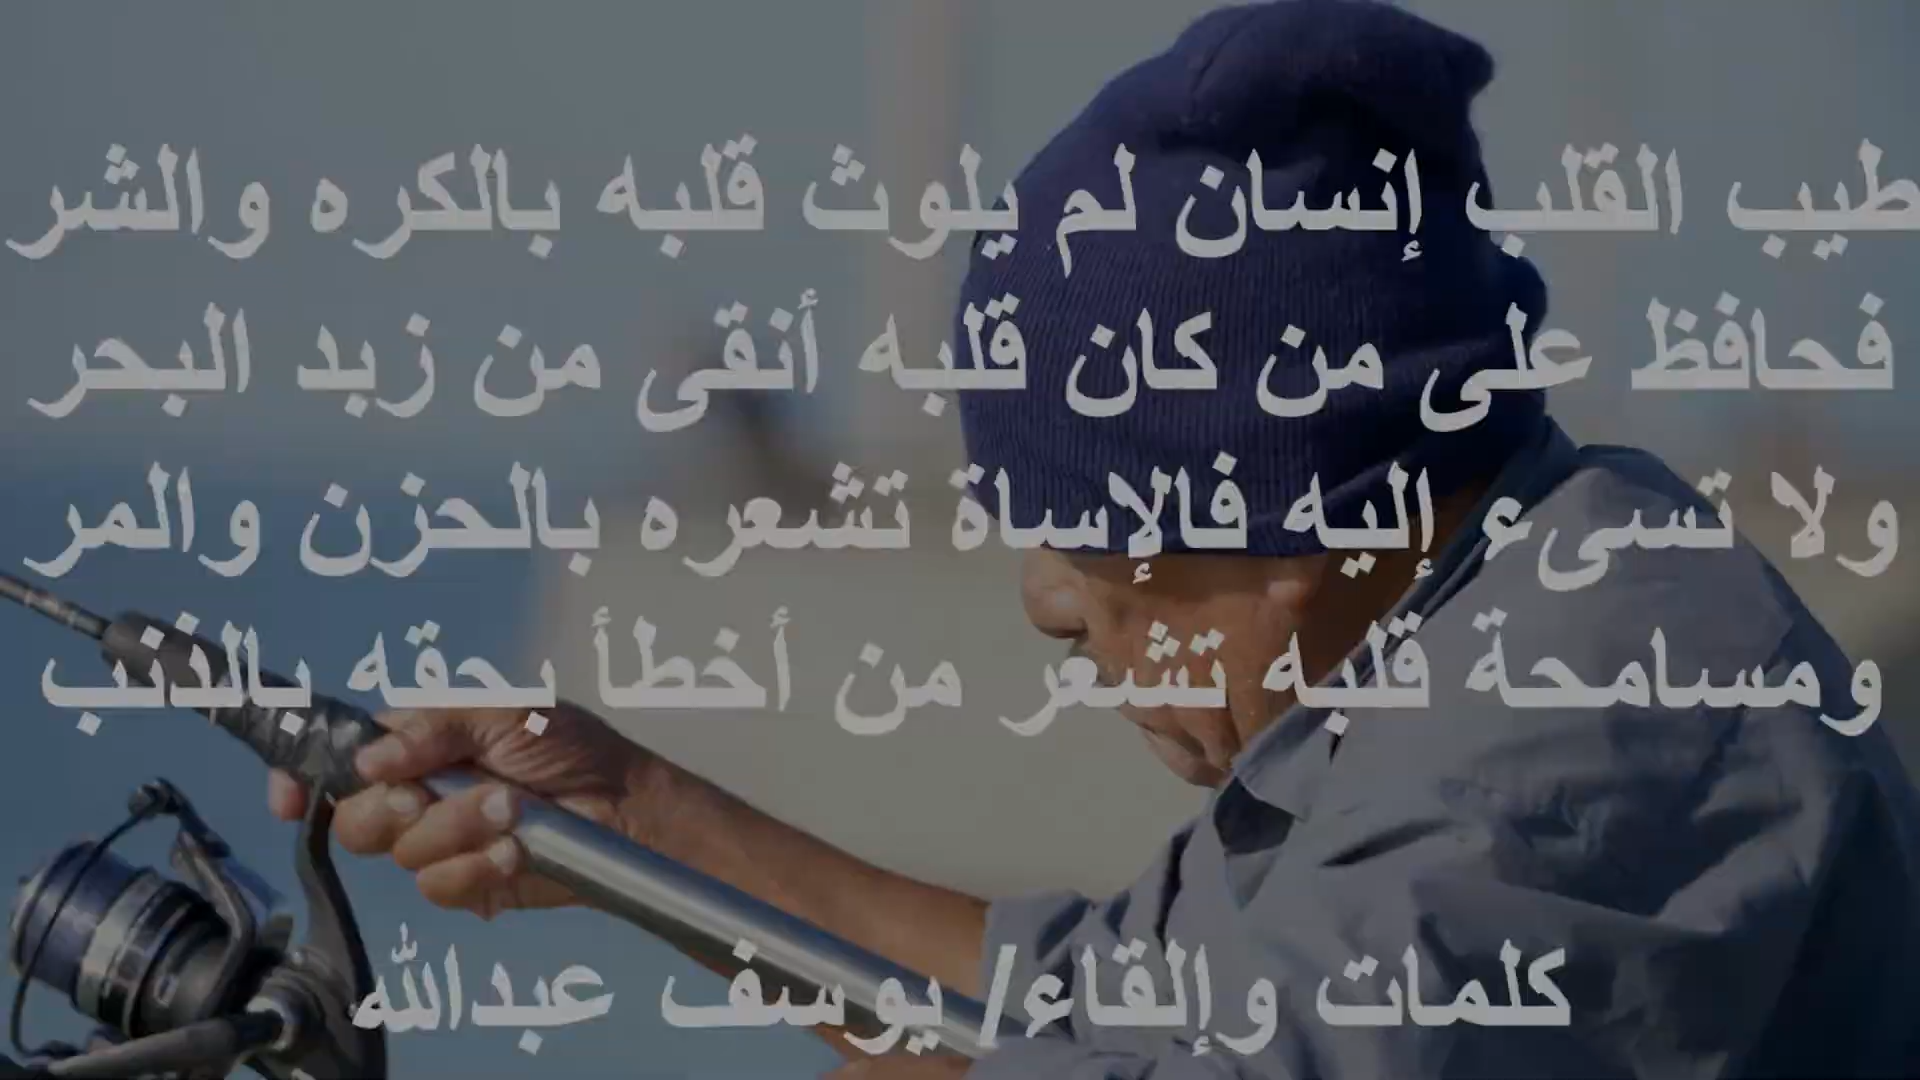 طيب القلب إنسان لم يلوث قلبه بالكره والشر
فحافظ على من كان قلبه أنقى من زبد البحر
ولا تسىء إليه فالإساة تشعره بالحزن والمر
ومسامحة قلبه تشعر من أخطأ بحقه بالذنب
كلمات وإلقاء/ يوسف عبدالله